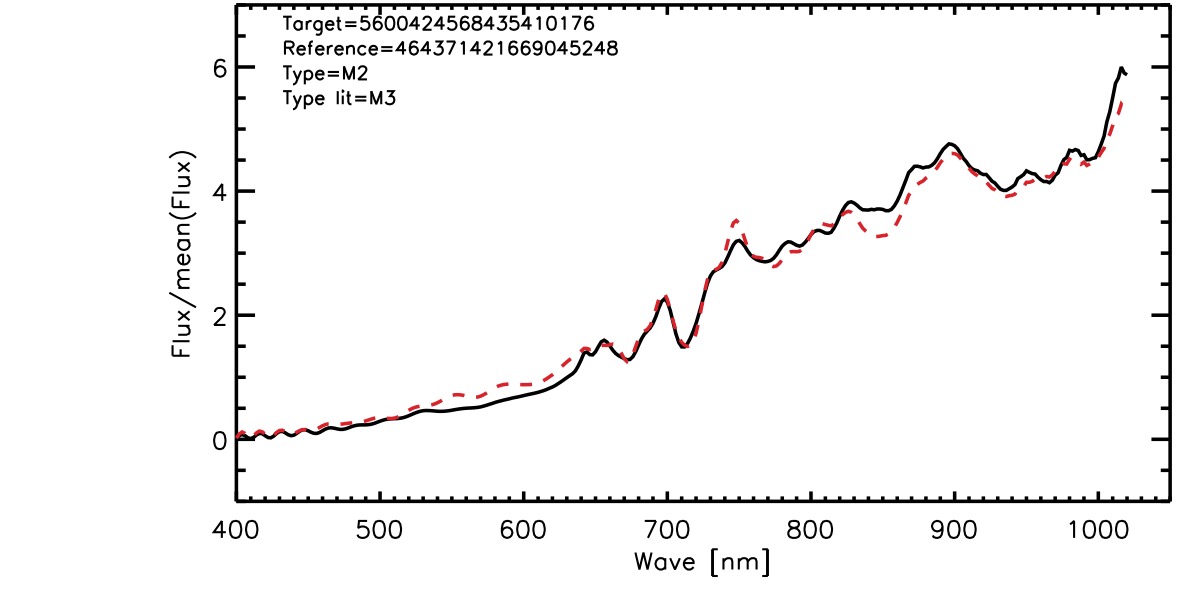 Target=5600424568435410176
Reference=464371421669045248
Type=M2
Type lit=M3
6
4
2
0
Flux/mean(Flux)
400 500 600 700 800 900 1000
Wave [nm]